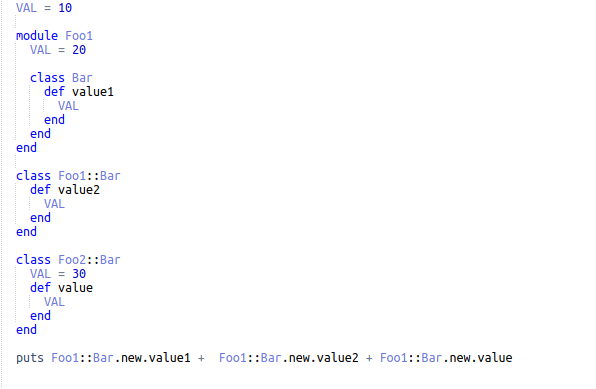 VAL = 10
module Foo1
  VAL = 20
  class Bar
    def value1
      VAL
    end
  end
end
class Foo1::Bar
  def value2
    VAL
  end
end
class Foo2::Bar
  VAL = 30
  def value
    VAL
  end
end
puts Foo1::Bar.new.value1 +  Foo1::Bar.new.value2 + Foo1::Bar.new.value